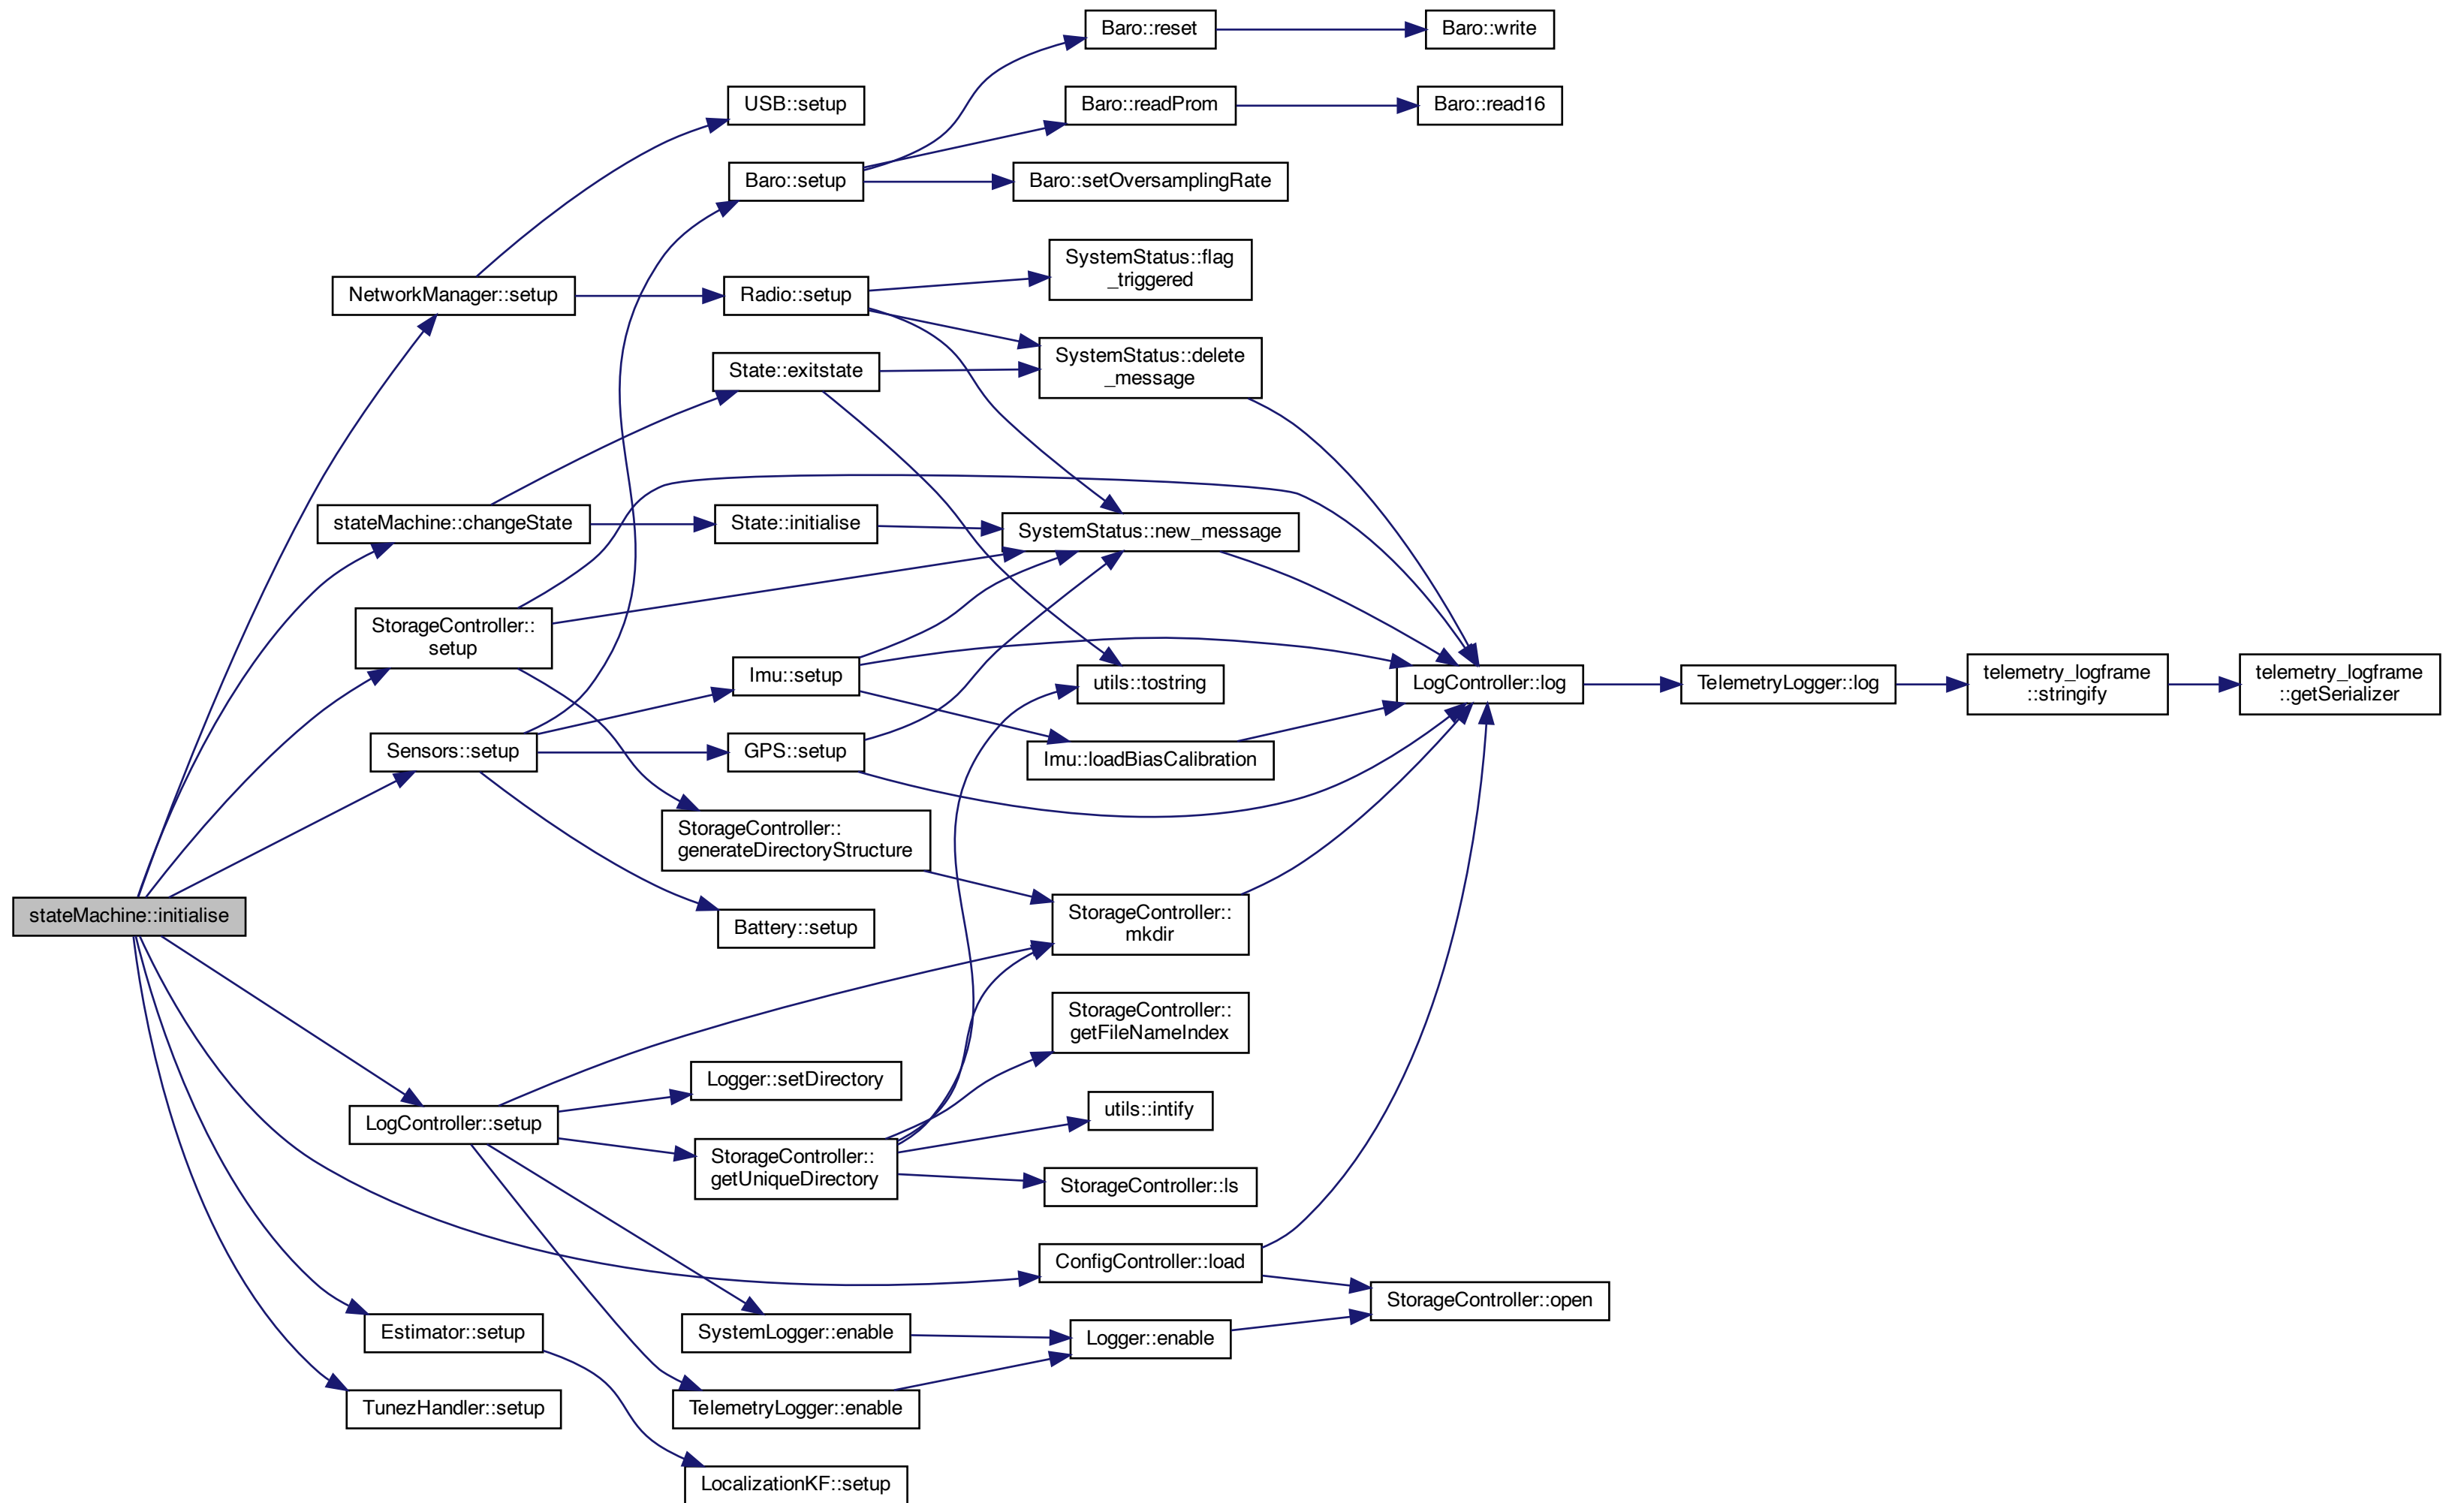 Baro::reset
Baro::write
USB::setup
Baro::readProm
Baro::read16
Baro::setup
Baro::setOversamplingRate
SystemStatus::flag
_triggered
NetworkManager::setup
Radio::setup
SystemStatus::delete
_message
State::exitstate
stateMachine::changeState
State::initialise
SystemStatus::new_message
StorageController::
setup
Imu::setup
utils::tostring
LogController::log
TelemetryLogger::log
telemetry_logframe
::stringify
telemetry_logframe
::getSerializer
Sensors::setup
GPS::setup
Imu::loadBiasCalibration
StorageController::
generateDirectoryStructure
stateMachine::initialise
Battery::setup
StorageController::
mkdir
StorageController::
getFileNameIndex
Logger::setDirectory
LogController::setup
utils::intify
StorageController::
getUniqueDirectory
StorageController::ls
ConfigController::load
StorageController::open
Estimator::setup
SystemLogger::enable
Logger::enable
TunezHandler::setup
TelemetryLogger::enable
LocalizationKF::setup